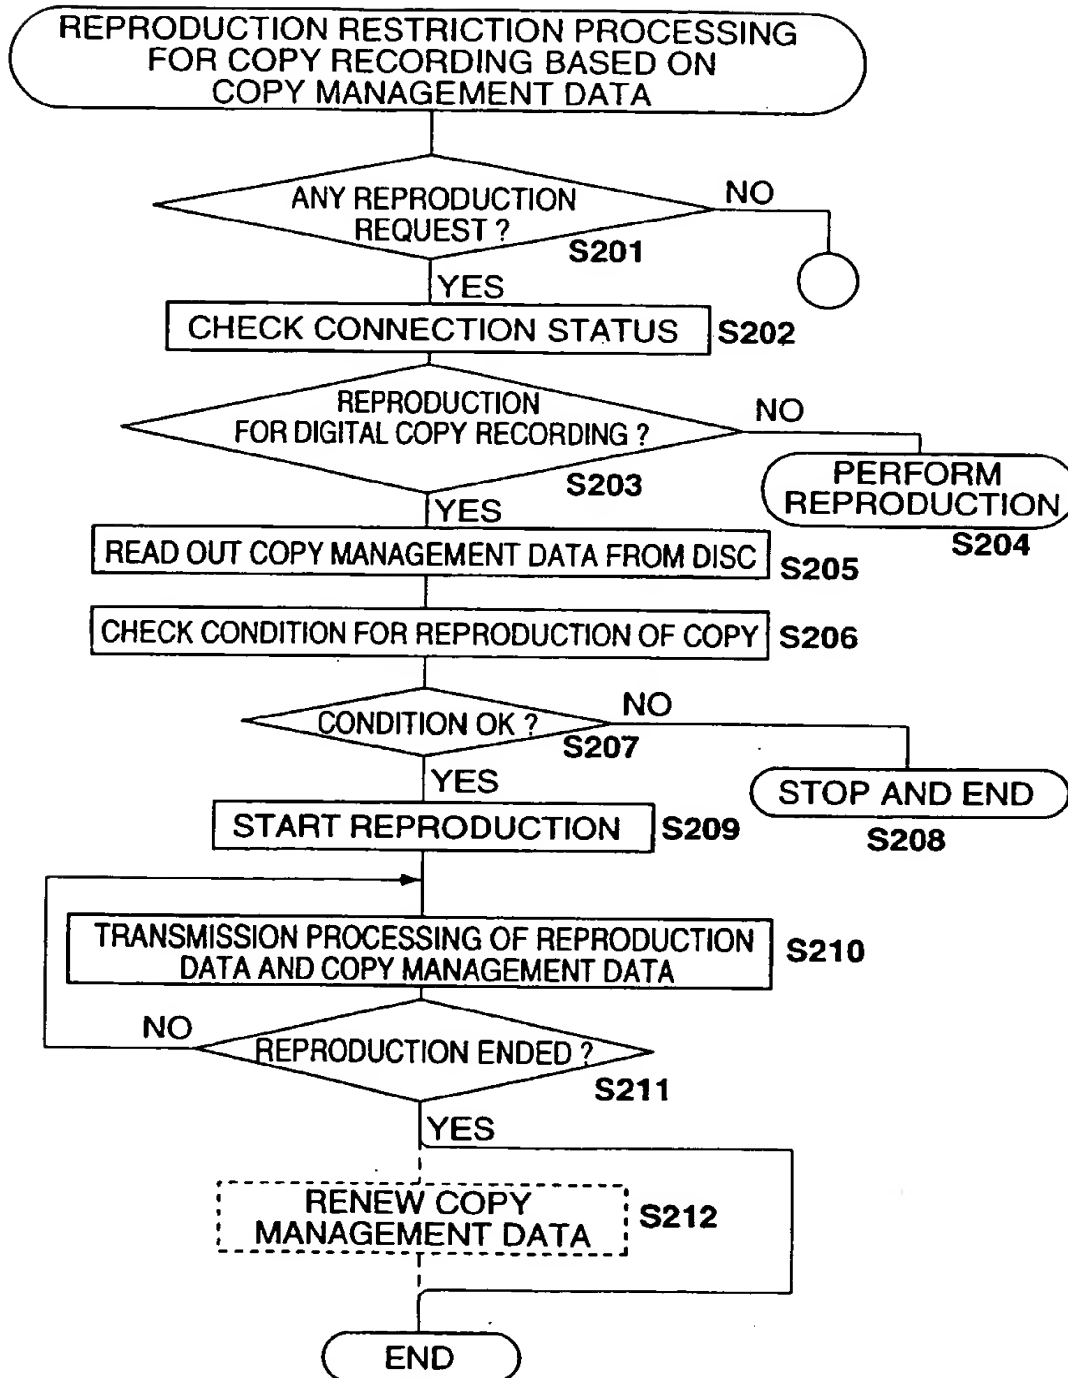 REPRODUCTION RESTRICTION PROCESSING
FOR COPY RECORDING BASED ON
COPY MANAGEMENT DATA
ANY REPRODUCTION
REQUEST ?
NO
S201
YES
CHECK CONNECTION STATUS
S202
REPRODUCTION
FOR DIGITAL COPY RECORDING ?
NO
S203
PERFORM
REPRODUCTION
S204
YES
READ OUT COPY MANAGEMENT DATA FROM DISC
S205
CHECK CONDITION FOR REPRODUCTION OF COPY
S206
CONDITION OK ?
NO
S207
STOP AND END
S208
YES
START REPRODUCTION
S209
TRANSMISSION PROCESSING OF REPRODUCTION
DATA AND COPY MANAGEMENT DATA
S210
NO
REPRODUCTION ENDED ?
S211
YES
RENEW COPY
MANAGEMENT DATA
S212
END